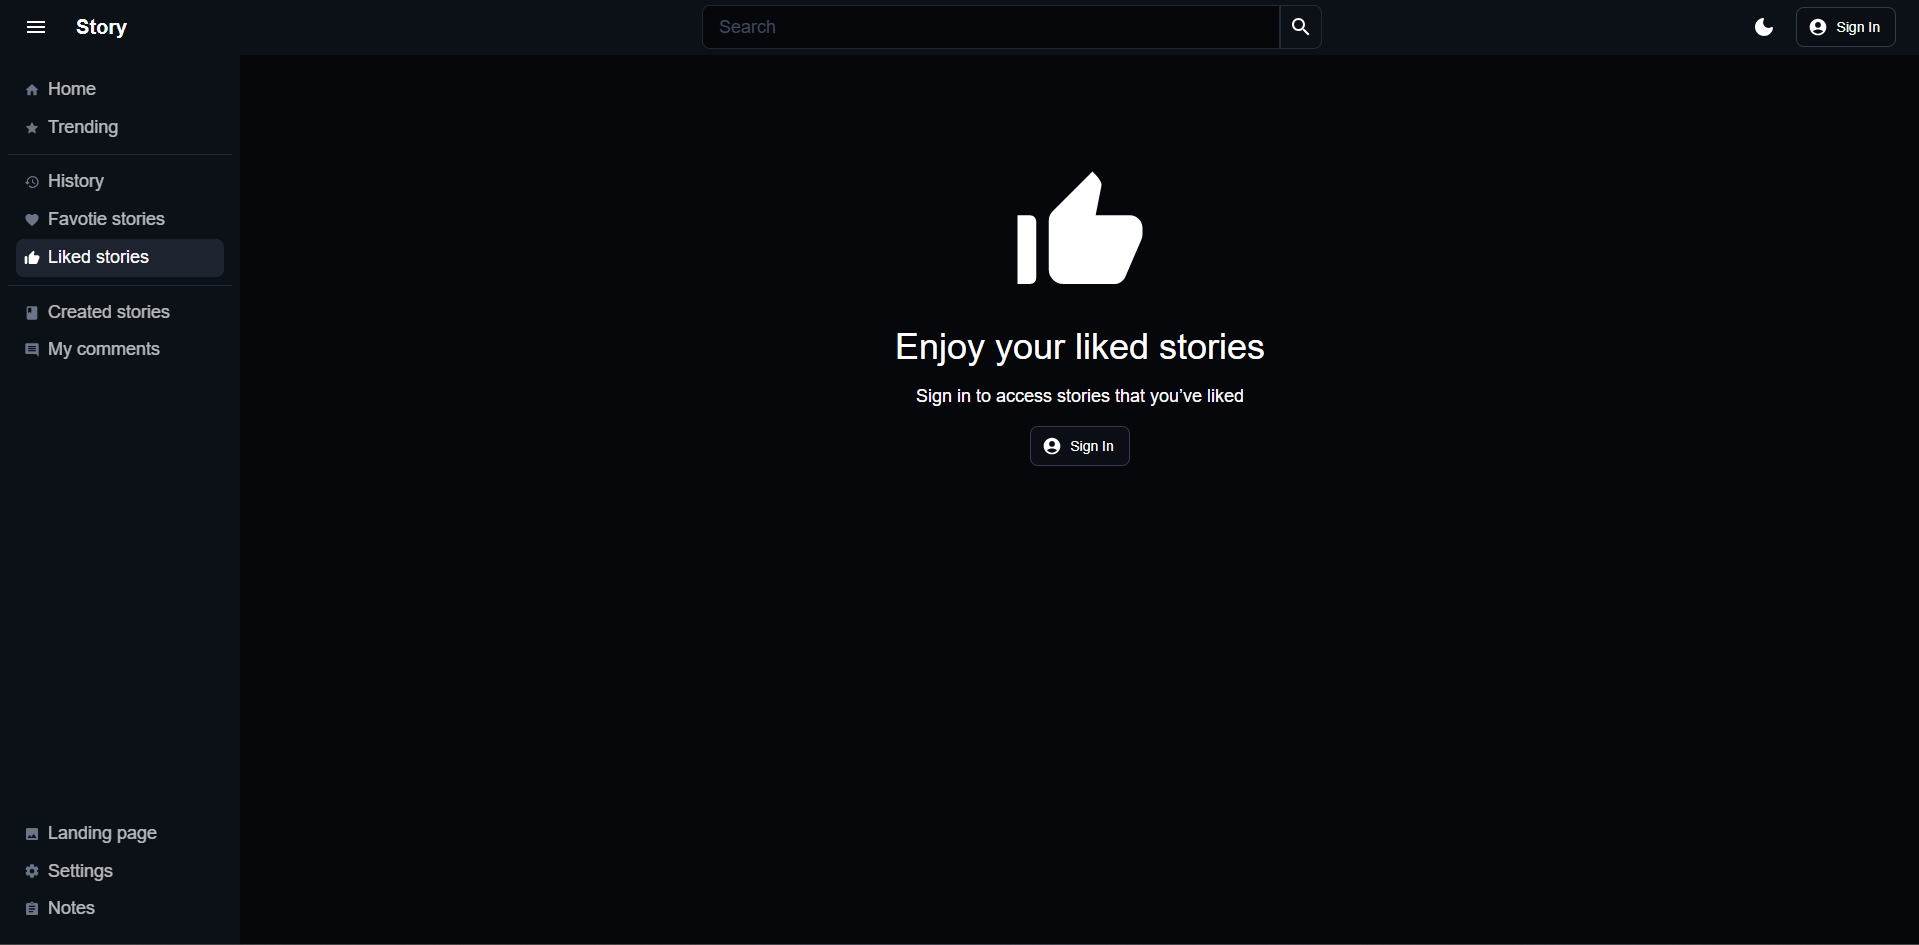 Story
Search
Sign In
Home
Trending
History
Favotie stories
Liked stories
Created stories
My comments
Enjoy your liked stories
Sign in to access stories that you’ve liked
Sign In
Landing page
Settings
Notes